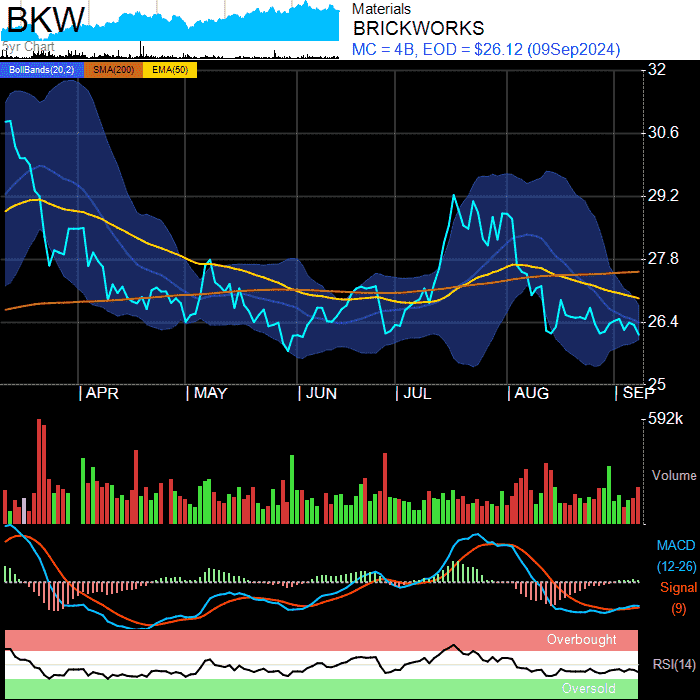 BKW
5yr Chart
Materials
BRICKWORKS
MC = 4B, EOD = $26.12 (09Sep2024)
BollBands(20,2) SMA(200) EMA(50)
32
30.6
29.2
27.8
26.4
25
APR MAY JUN JUL AUG SEP
592k
Volume
MACD
(12-26)
Signal
(9)
Overbought
RSI(14)
Oversold